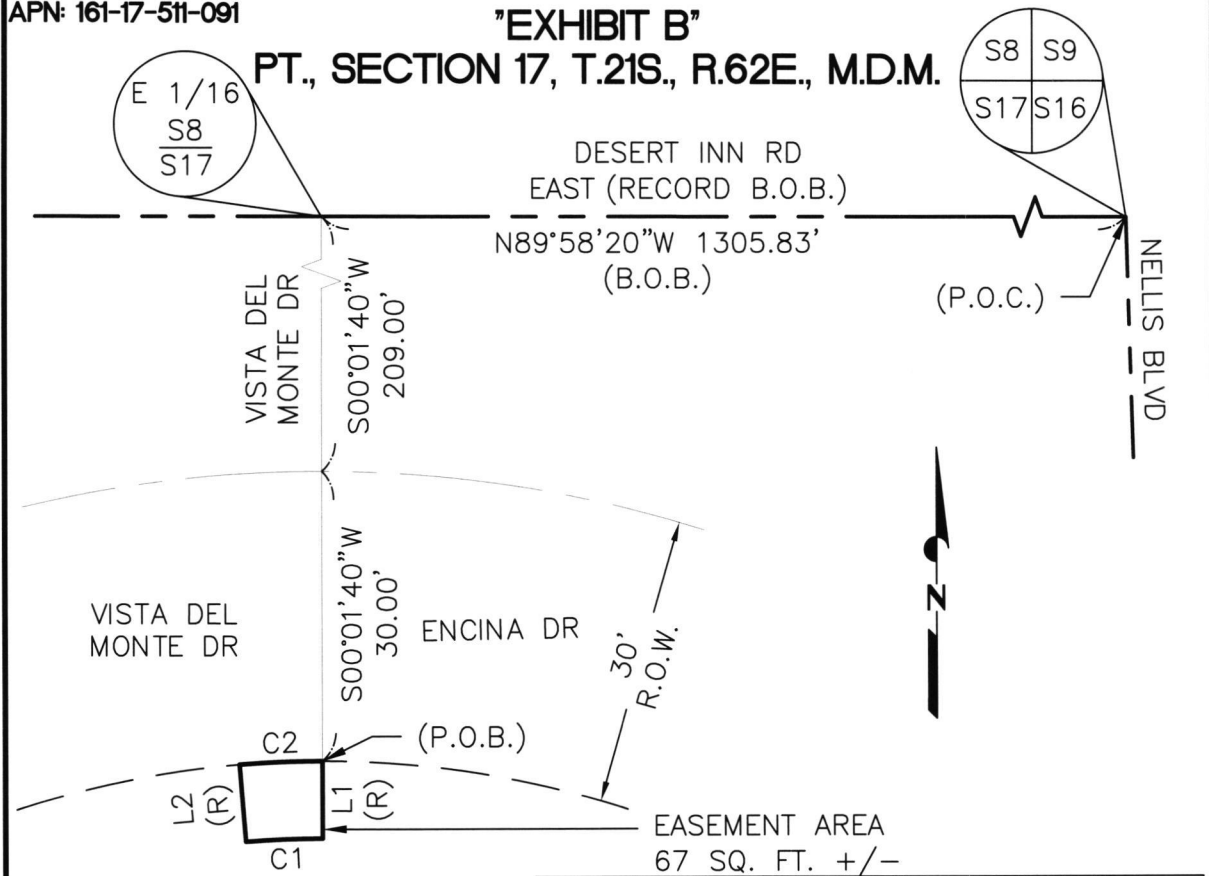 APN: 161-17-511-091
"EXHIBIT B"
PT., SECTION 17, T.21S., R.62E., M.D.M.
E 1/16
S8
S17
S8 S9
S17 S16
DESERT INN RD
EAST (RECORD B.O.B.)
N89°58'20"W 1305.83'
(B.O.B.)
(P.O.C.)
NELLIS BLVD
VISTA DEL
MONTE DR
S00°01'40"W
209.00'
S00°01'40"W
30.00'
VISTA DEL
MONTE DR
ENCINA DR
30'
R.O.W.
N
(P.O.B.)
C2
L2
(R)
L1
(R)
C1
EASEMENT AREA
67 SQ. FT. +/-